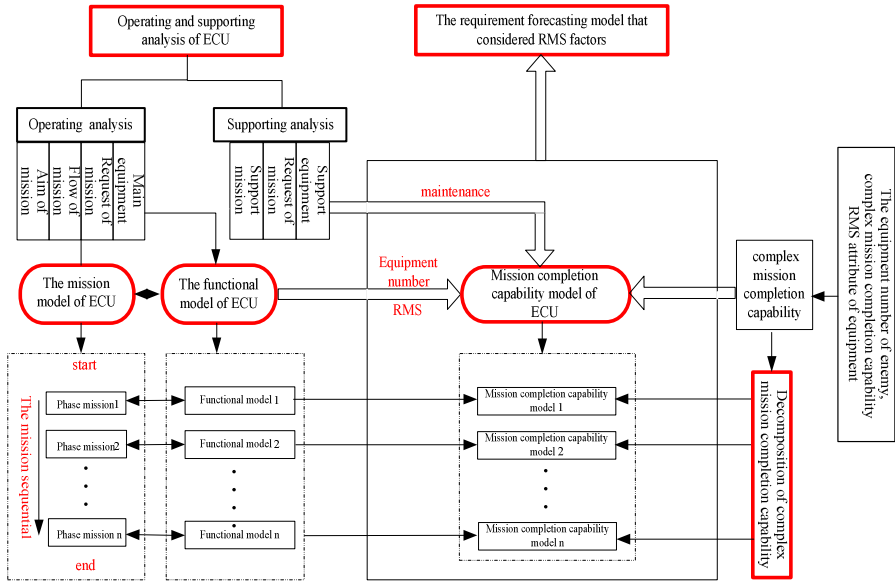 Operating and supporting
analysis of ECU
The requirement forecasting model that
considered RMS factors
Operating analysis
Supporting analysis
Aim of
mission
Flow of
mission
Request of
mission
Main
equipment
Support
mission
Request of
mission
Support
equipment
maintenance
The equipment number of enemy,
complex mission completion capability
RMS attribute of equipment
The mission
model of ECU
The functional
model of ECU
Equipment
number
RMS
Mission completion
capability model of
ECU
complex
mission
completion
capability
start
The mission sequential
end
Phase mission1
Phase mission2
Phase mission n
Functional model 1
Functional model 2
Functional model n
Mission completion capability
model 1
Mission completion capability
model 2
Mission completion capability
model n
Decomposition of complex
mission completion capability